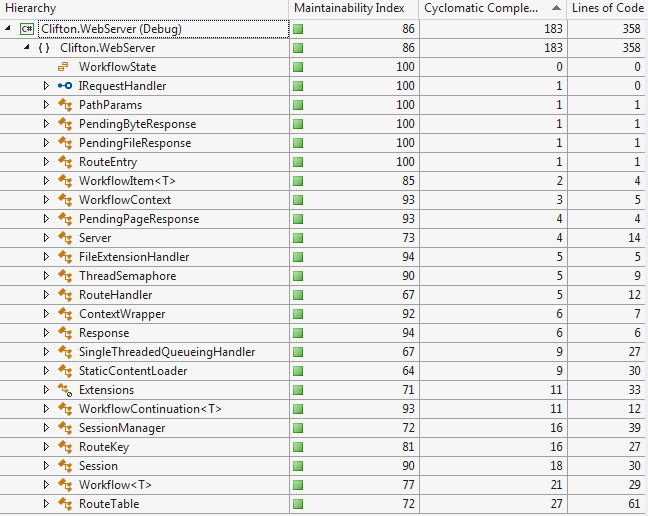 Hierarchy Maintainability Index Cyclomatic Comple... Lines of Code
C# Clifton.WebServer (Debug) 86 183 358
{ } Clifton.WebServer 86 183 358
WorkflowState 100 0 0
IRequestHandler 100 1 0
PathParams 100 1 1
PendingByteResponse 100 1 1
PendingFileResponse 100 1 1
RouteEntry 100 1 1
WorkflowItem<T> 85 2 4
WorkflowContext 93 3 5
PendingPageResponse 93 4 4
Server 73 4 14
FileExtensionHandler 94 5 5
ThreadSemaphore 90 5 9
RouteHandler 67 5 12
ContextWrapper 92 6 7
Response 94 6 6
SingleThreadedQueueingHandler 67 9 27
StaticContentLoader 64 9 30
Extensions 71 11 33
WorkflowContinuation<T> 93 11 12
SessionManager 72 16 39
RouteKey 81 16 27
Session 90 18 30
Workflow<T> 77 21 29
RouteTable 72 27 61